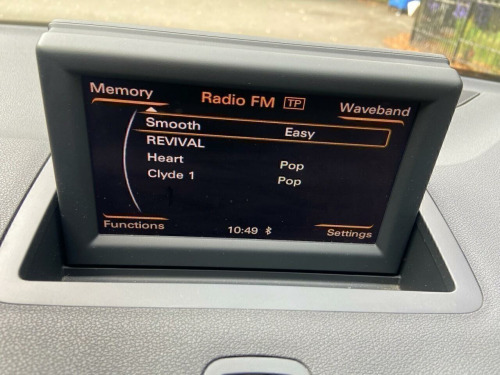 Memory Radio FM TP Waveband
Smooth Easy
REVIVAL
Heart Pop
Clyde 1 Pop
Functions 10:49 Settings